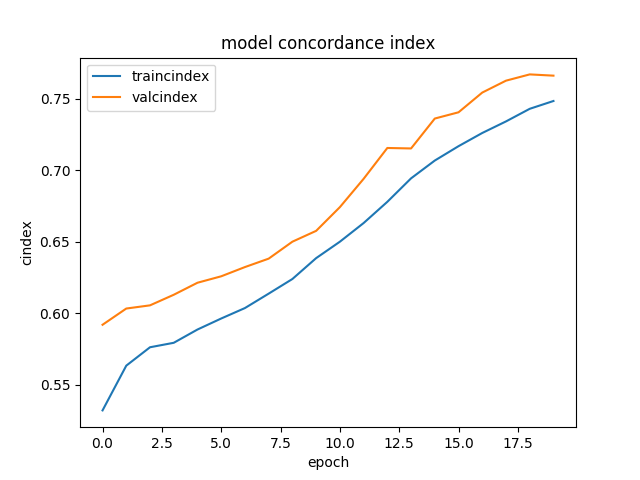 model concordance index
traincindex
valcindex
0.75
0.70
0.65
0.60
0.55
cindex
0.0 2.5 5.0 7.5 10.0 12.5 15.0 17.5
epoch